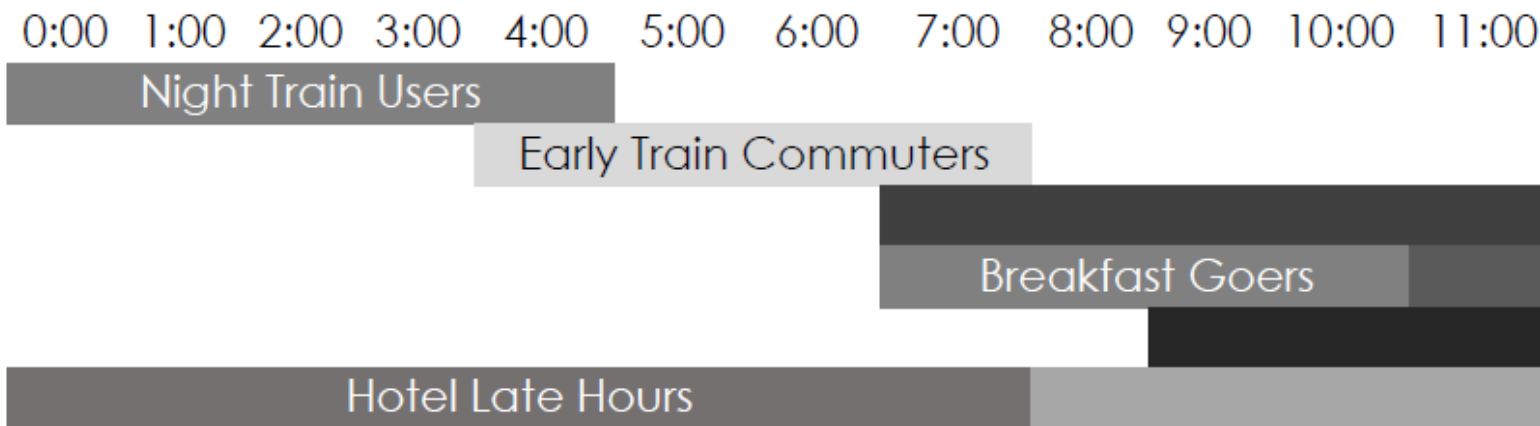 0:00 1:00 2:00 3:00 4:00 5:00 6:00 7:00 8:00 9:00 10:00 11:00
Night Train Users
Early Train Commuters
Breakfast Goers
Hotel Late Hours